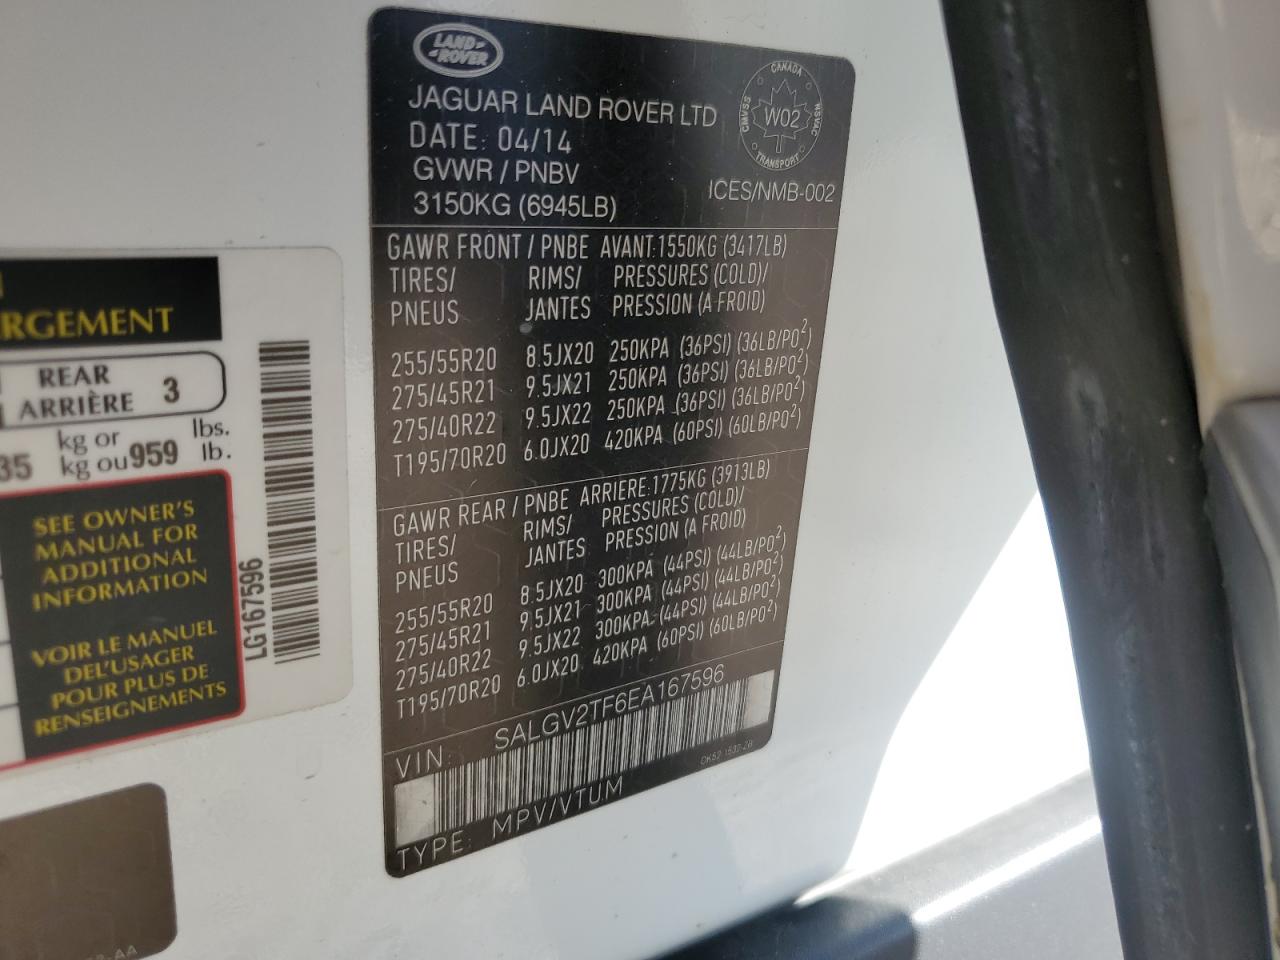 LAND
ROVER
JAGUAR LAND ROVER LTD
DATE: 04/14
GVWR / PNBV
3150KG (6945LB)
CANADA
CMVSS
W02
NSVAC
TRANSPORT
ICES/NMB-002
GAWR FRONT / PNBE AVANT:1550KG (3417LB)
TIRES/ RIMS/ PRESSURES (COLD)/
PNEUS JANTES PRESSION (A FROID)
255/55R20 8.5JX20 250KPA (36PSI) (36LB/PO²)
275/45R21 9.5JX21 250KPA (36PSI) (36LB/PO²)
275/40R22 9.5JX22 250KPA (36PSI) (36LB/PO²)
T195/70R20 6.0JX20 420KPA (60PSI) (60LB/PO²)
GAWR REAR / PNBE ARRIERE:1775KG (3913LB)
TIRES/ RIMS/ PRESSURES (COLD)/
PNEUS JANTES PRESSION (A FROID)
255/55R20 8.5JX20 300KPA (44PSI) (44LB/PO²)
275/45R21 9.5JX21 300KPA (44PSI) (44LB/PO²)
275/40R22 9.5JX22 300KPA (44PSI) (44LB/PO²)
T195/70R20 6.0JX20 420KPA (60PSI) (60LB/PO²)
VIN: SALGV2TF6EA167596
TYPE: MPV/VTUM
RGEMENT
REAR
ARRIÈRE 3
35 kg or lbs.
kg ou 959 lb.
SEE OWNER'S
MANUAL FOR
ADDITIONAL
INFORMATION
VOIR LE MANUEL
DEL'USAGER
POUR PLUS DE
RENSEIGNEMENTS
LG167596